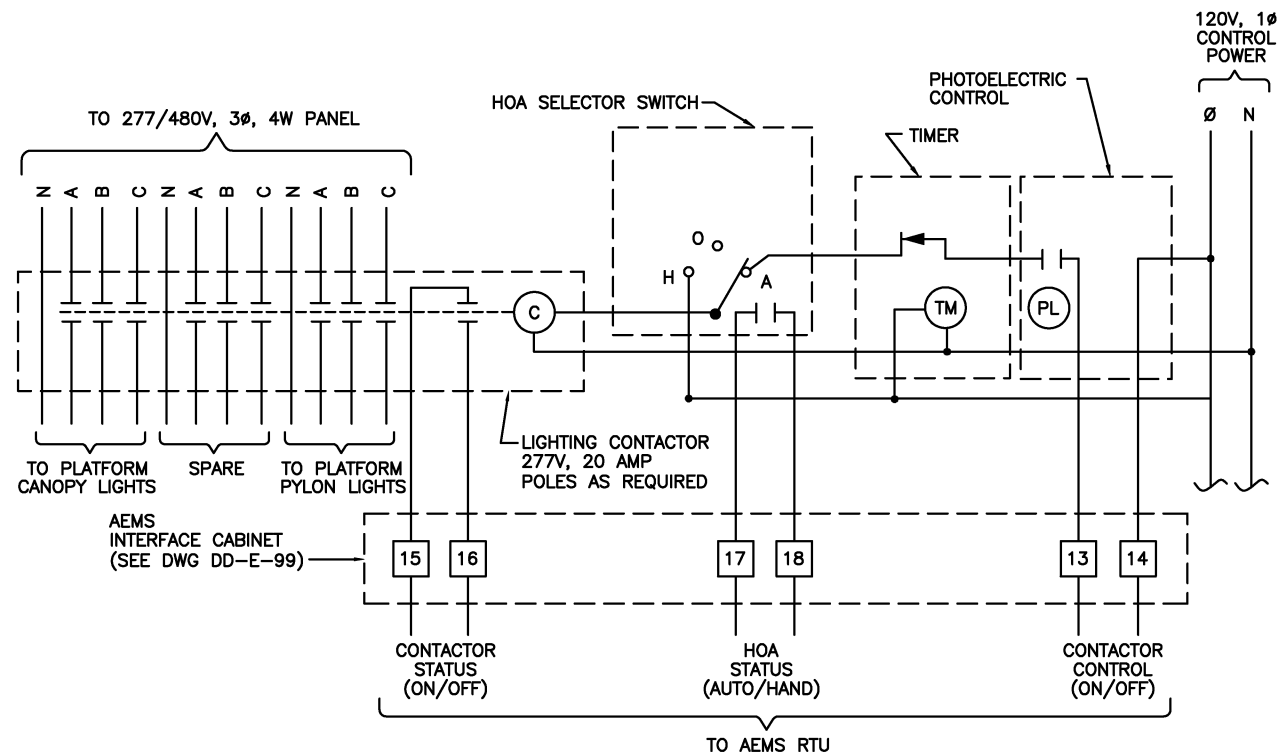 120V, 1ø
CONTROL
POWER
Ø N
PHOTOELECTRIC
CONTROL
HOA SELECTOR SWITCH
TIMER
TO 277/480V, 3ø, 4W PANEL
N A B C N A B C N A B C
O
H
A
C
TM
PL
LIGHTING CONTACTOR
277V, 20 AMP
POLES AS REQUIRED
TO PLATFORM
CANOPY LIGHTS
SPARE
TO PLATFORM
PYLON LIGHTS
AEMS
INTERFACE CABINET
(SEE DWG DD-E-99)
15 16 17 18 13 14
CONTACTOR
STATUS
(ON/OFF)
HOA
STATUS
(AUTO/HAND)
CONTACTOR
CONTROL
(ON/OFF)
TO AEMS RTU